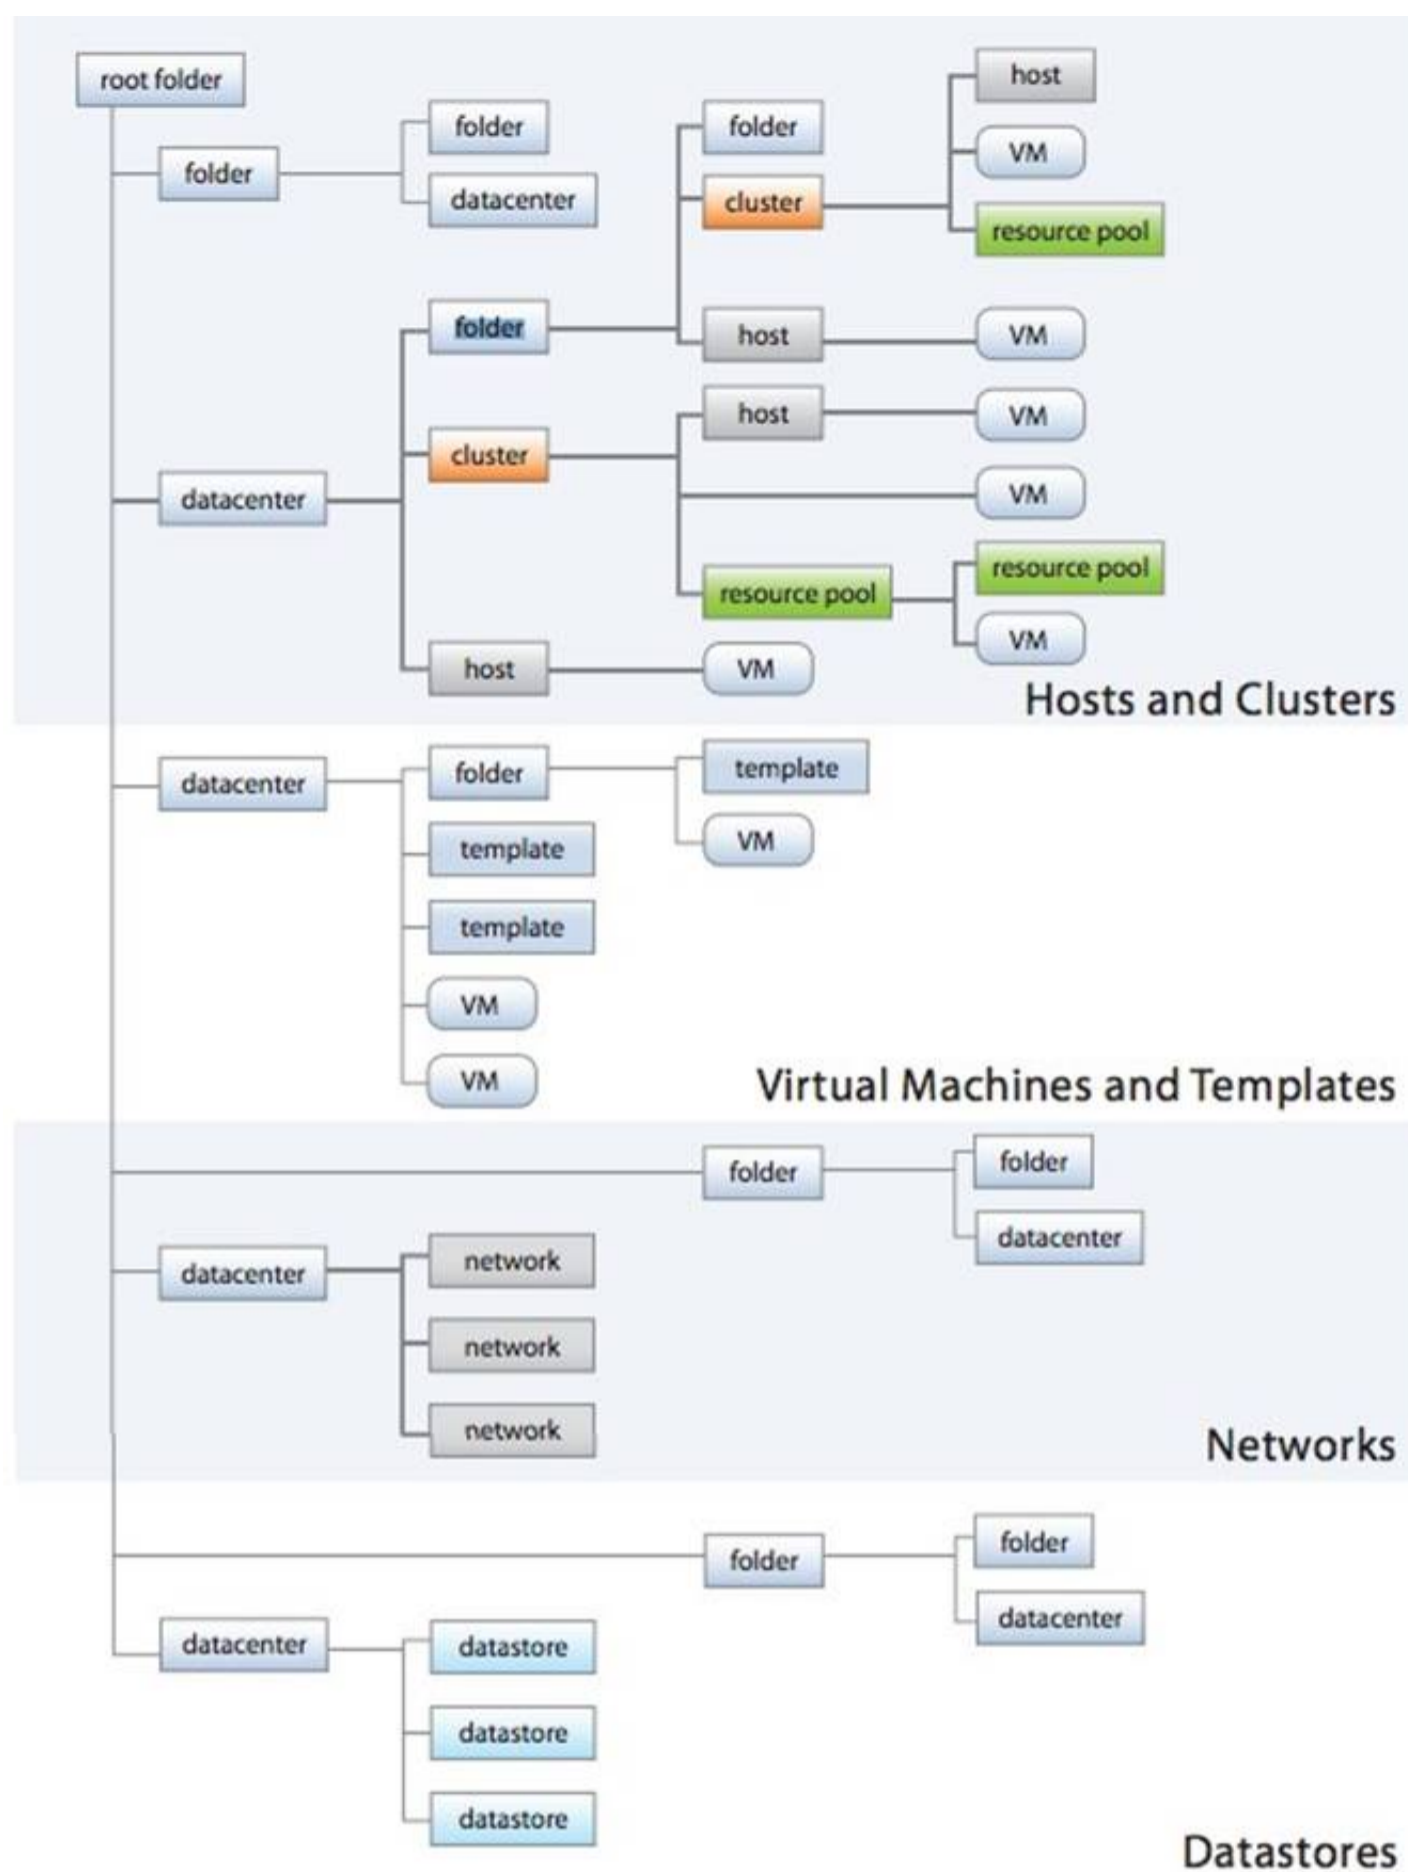 root folder
folder
folder
datacenter
folder
cluster
host
VM
resource pool
datacenter
folder
host
VM
cluster
host
VM
VM
resource pool
resource pool
VM
host
VM
Hosts and Clusters
datacenter
folder
template
VM
template
template
VM
VM
Virtual Machines and Templates
folder
folder
datacenter
datacenter
network
network
network
Networks
folder
folder
datacenter
datacenter
datastore
datastore
datastore
Datastores